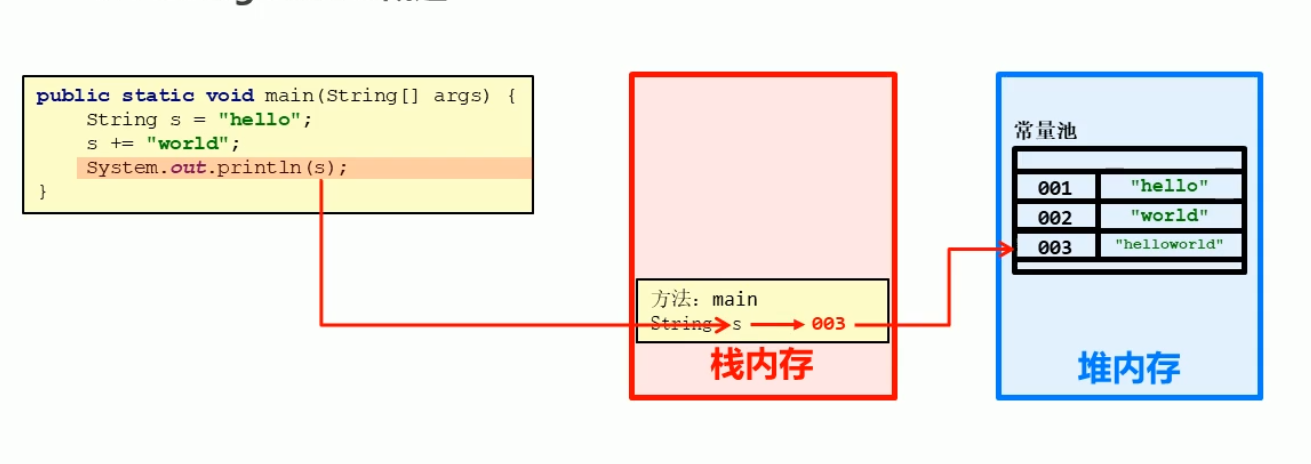 public static void main(String[] args) {
String s = "hello";
s += "world";
System.out.println(s);
}
方法：main
String s 003
栈内存
常量池
001 "hello"
002 "world"
003 "helloworld"
堆内存